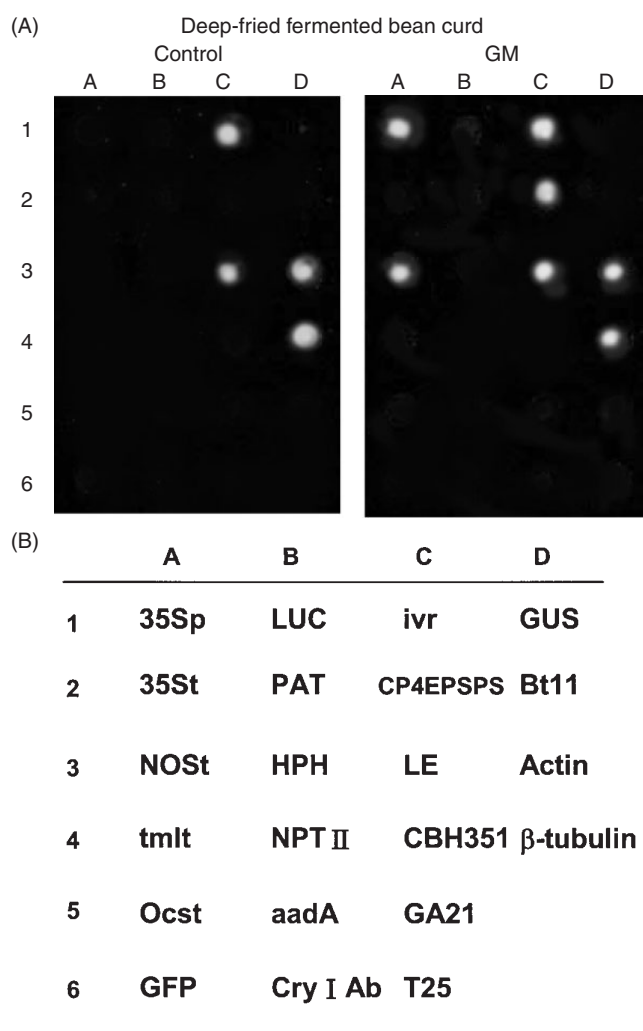 (A) Deep-fried fermented bean curd
Control GM
A B C D A B C D
1
2
3
4
5
6
(B)
A B C D
1 35Sp LUC ivr GUS
2 35St PAT CP4EPSPS Bt11
3 NOSt HPH LE Actin
4 tmlt NPT Ⅱ CBH351 β-tubulin
5 Ocst aadA GA21
6 GFP Cry Ⅰ Ab T25